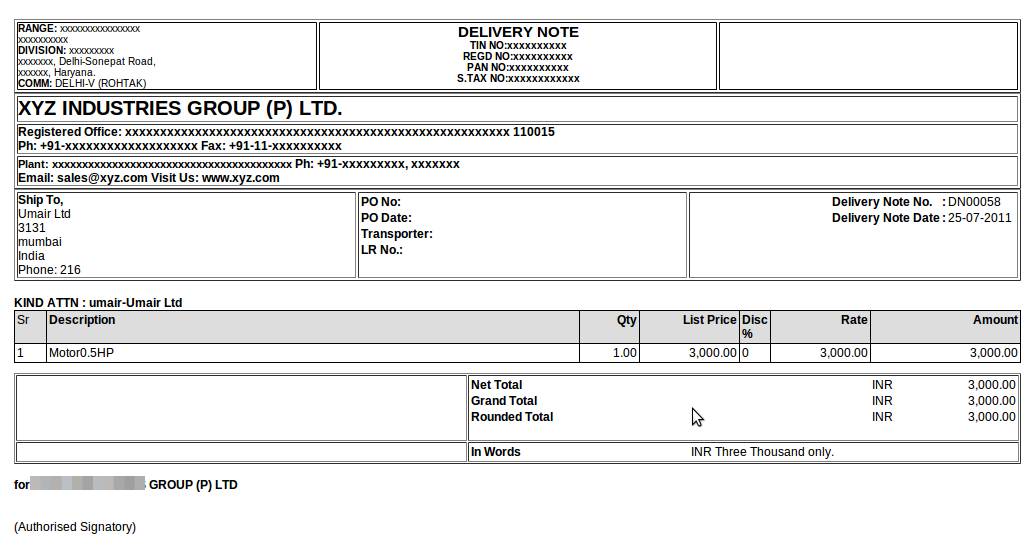 RANGE: xxxxxxxxxxxxxxxx
xxxxxxxxxx
DIVISION: xxxxxxxxx
xxxxxxx, Delhi-Sonepat Road,
xxxxxx, Haryana.
COMM: DELHI-V (ROHTAK)
DELIVERY NOTE
TIN NO:xxxxxxxxxx
REGD NO:xxxxxxxxxx
PAN NO:xxxxxxxxxx
S.TAX NO:xxxxxxxxxxxx
XYZ INDUSTRIES GROUP (P) LTD.
Registered Office: xxxxxxxxxxxxxxxxxxxxxxxxxxxxxxxxxxxxxxxxxxxxxxxxxxxxxxx 110015
Ph: +91-xxxxxxxxxxxxxxxxxxx Fax: +91-11-xxxxxxxxxx
Plant: xxxxxxxxxxxxxxxxxxxxxxxxxxxxxxxxxxxxxxxx Ph: +91-xxxxxxxxx, xxxxxxx
Email: sales@xyz.com Visit Us: www.xyz.com
Ship To,
Umair Ltd
3131
mumbai
India
Phone: 216
PO No:
PO Date:
Transporter:
LR No.:
Delivery Note No. : DN00058
Delivery Note Date : 25-07-2011
KIND ATTN : umair-Umair Ltd
Sr Description Qty List Price Disc % Rate Amount
1 Motor0.5HP 1.00 3,000.00 0 3,000.00 3,000.00
Net Total INR 3,000.00
Grand Total INR 3,000.00
Rounded Total INR 3,000.00
In Words INR Three Thousand only.
for GROUP (P) LTD
(Authorised Signatory)